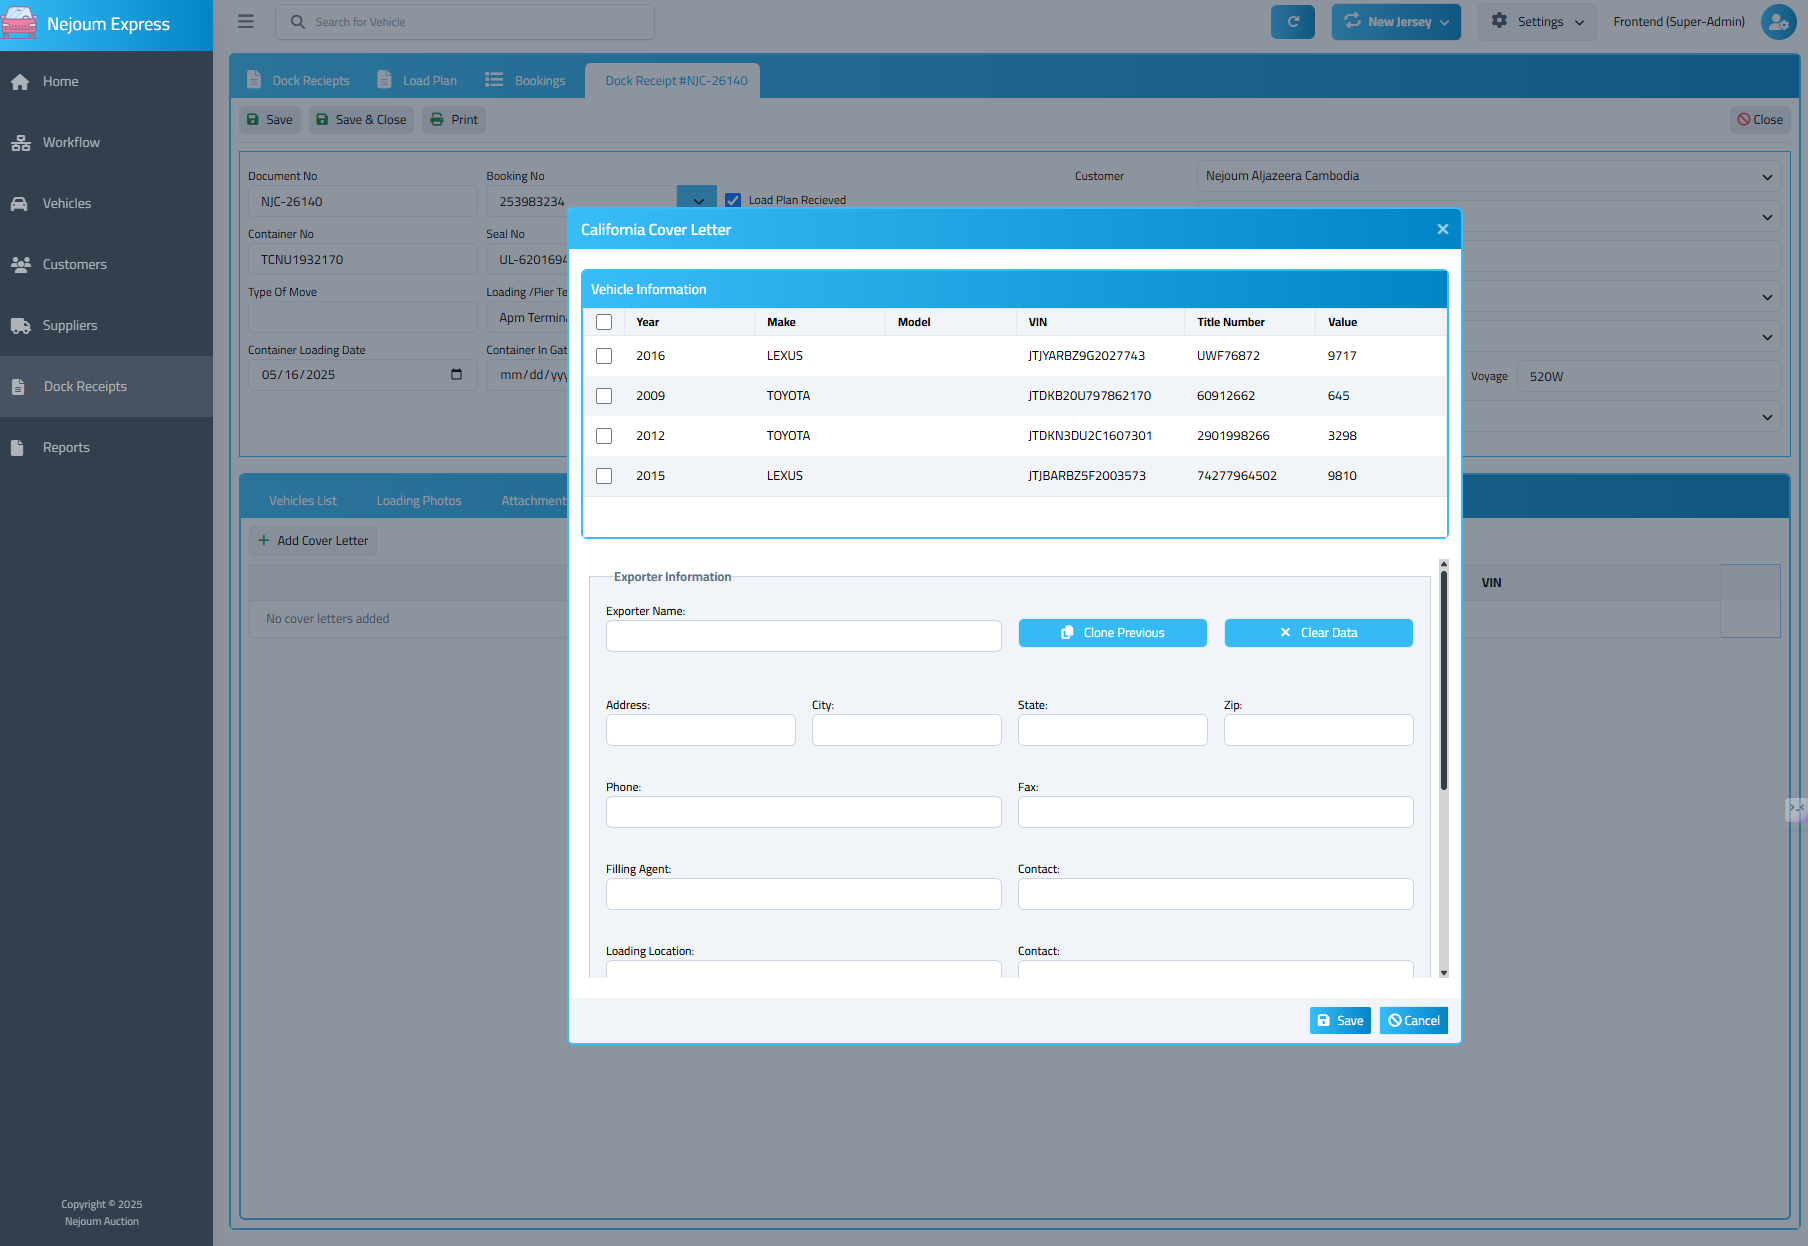 Nejoum Express
Search for Vehicle
New Jersey
Settings
Frontend (Super-Admin)
Home
Workflow
Vehicles
Customers
Suppliers
Dock Receipts
Reports
Copyright © 2025
Nejoum Auction
Dock Reciepts
Load Plan
Bookings
Dock Receipt #NJC-26140
Save
Save & Close
Print
Close
Document No
NJC-26140
Booking No
253983234
Load Plan Recieved
Customer
Nejoum Aljazeera Cambodia
Container No
TCNU1932170
Seal No
UL-6201694
Type Of Move
Loading /Pier Te
Apm Termin
Container Loading Date
05/16/2025
Container In Gat
mm/dd/yyy
Voyage
520W
Vehicles List
Loading Photos
Attachment
Add Cover Letter
VIN
No cover letters added
California Cover Letter
Vehicle Information
Year Make Model VIN Title Number Value
2016 LEXUS JTJYARBZ9G2027743 UWF76872 9717
2009 TOYOTA JTDKB20U797862170 60912662 645
2012 TOYOTA JTDKN3DU2C1607301 2901998266 3298
2015 LEXUS JTJBARBZ5F2003573 74277964502 9810
Exporter Information
Exporter Name:
Clone Previous
Clear Data
Address:
City:
State:
Zip:
Phone:
Fax:
Filling Agent:
Contact:
Loading Location:
Contact:
Save
Cancel